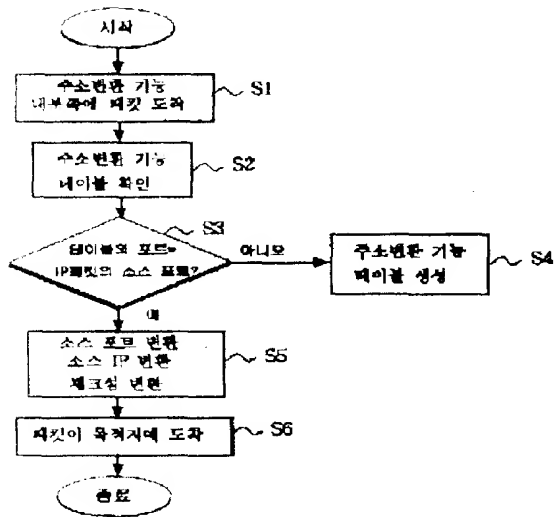 시작
주소변환 기능
내부측에 패킷 도착
S1
주소변환 기능
테이블 확인
S2
S3
테이블의 포트=
IP패킷의 소스 포트?
아니오
주소변환 기능
테이블 생성
S4
예
소스 포트 변환
소스 IP 변환
체크섬 변환
S5
패킷이 목적지에 도착
S6
종료